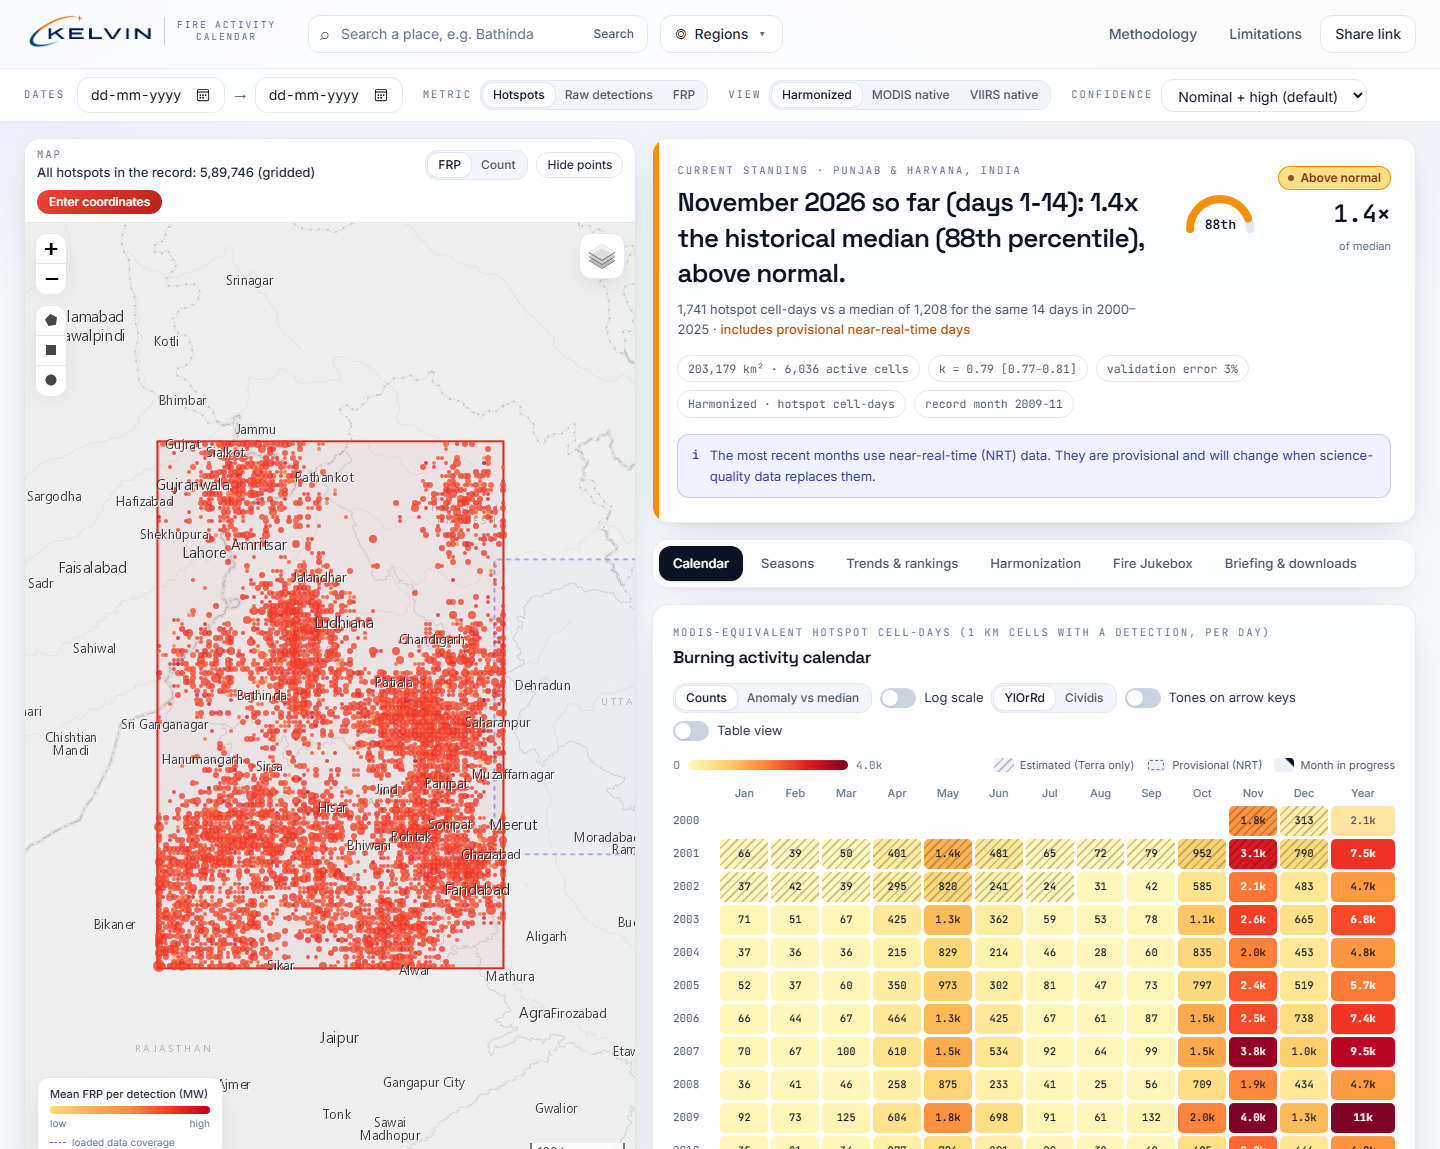 KELVIN
FIRE ACTIVITY
CALENDAR
Search a place, e.g. Bathinda
Search
Regions
Methodology
Limitations
Share link
DATES
dd-mm-yyyy
→
dd-mm-yyyy
METRIC
Hotspots
Raw detections
FRP
VIEW
Harmonized
MODIS native
VIIRS native
CONFIDENCE
Nominal + high (default)
MAP
All hotspots in the record: 5,89,746 (gridded)
FRP
Count
Hide points
Enter coordinates
+
−
Srinagar
lamabad
awalpindi
Kotli
Bhimbar
Jammu
Gujrat
Sialkot
Pathankot
Gujranwala
Sargodha
Hafizabad
Shekhupura
Amritsar
Lahore
Faisalabad
Jalandhar
Sadr
Ludhiana
Chandigarh
Sahiwal
Patiala
Dehradun
Bathinda
UTTA
ari
Sri Ganganagar
Saharanpur
Chishtian
Mandi
Hanumangarh
Sirsa
Muzaffarnagar
Jind
Panipat
Hisar
Sonipat
Meerut
Rohtak
Moradaba
Bhiwani
Ram
Ghaziabad
Faridabad
Bikaner
Bu
Aligarh
Sikar
Alwar
Mathura
Agra
Firozabad
Jaipur
RAJASTHAN
Etaw
Ajmer
Gangapur City
Tonk
Gwalior
Sawai
Madhopur
Mean FRP per detection (MW)
low
high
loaded data coverage
CURRENT STANDING · PUNJAB & HARYANA, INDIA
November 2026 so far (days 1-14): 1.4x
the historical median (88th percentile),
above normal.
88th
Above normal
1.4×
of median
1,741 hotspot cell-days vs a median of 1,208 for the same 14 days in 2000–
2025 · includes provisional near-real-time days
203,179 km² · 6,036 active cells
k = 0.79 [0.77–0.81]
validation error 3%
Harmonized · hotspot cell-days
record month 2009-11
i
The most recent months use near-real-time (NRT) data. They are provisional and will change when science-
quality data replaces them.
Calendar
Seasons
Trends & rankings
Harmonization
Fire Jukebox
Briefing & downloads
MODIS-EQUIVALENT HOTSPOT CELL-DAYS (1 KM CELLS WITH A DETECTION, PER DAY)
Burning activity calendar
Counts
Anomaly vs median
Log scale
YlOrRd
Cividis
Tones on arrow keys
Table view
0
4.0k
Estimated (Terra only)
Provisional (NRT)
Month in progress
Jan Feb Mar Apr May Jun Jul Aug Sep Oct Nov Dec Year
2000 1.8k 313 2.1k
2001 66 39 50 401 1.4k 481 65 72 79 952 3.1k 790 7.5k
2002 37 42 39 295 820 241 24 31 42 585 2.1k 483 4.7k
2003 71 51 67 425 1.3k 362 59 53 78 1.1k 2.6k 665 6.8k
2004 37 36 36 215 829 214 46 28 60 835 2.0k 453 4.8k
2005 52 37 60 350 973 302 81 47 73 797 2.4k 519 5.7k
2006 66 44 67 464 1.3k 425 67 61 87 1.5k 2.5k 738 7.4k
2007 70 67 100 610 1.5k 534 92 64 99 1.5k 3.8k 1.0k 9.5k
2008 36 41 46 258 875 233 41 25 56 709 1.9k 434 4.7k
2009 92 73 125 604 1.8k 698 91 61 132 2.0k 4.0k 1.3k 11k